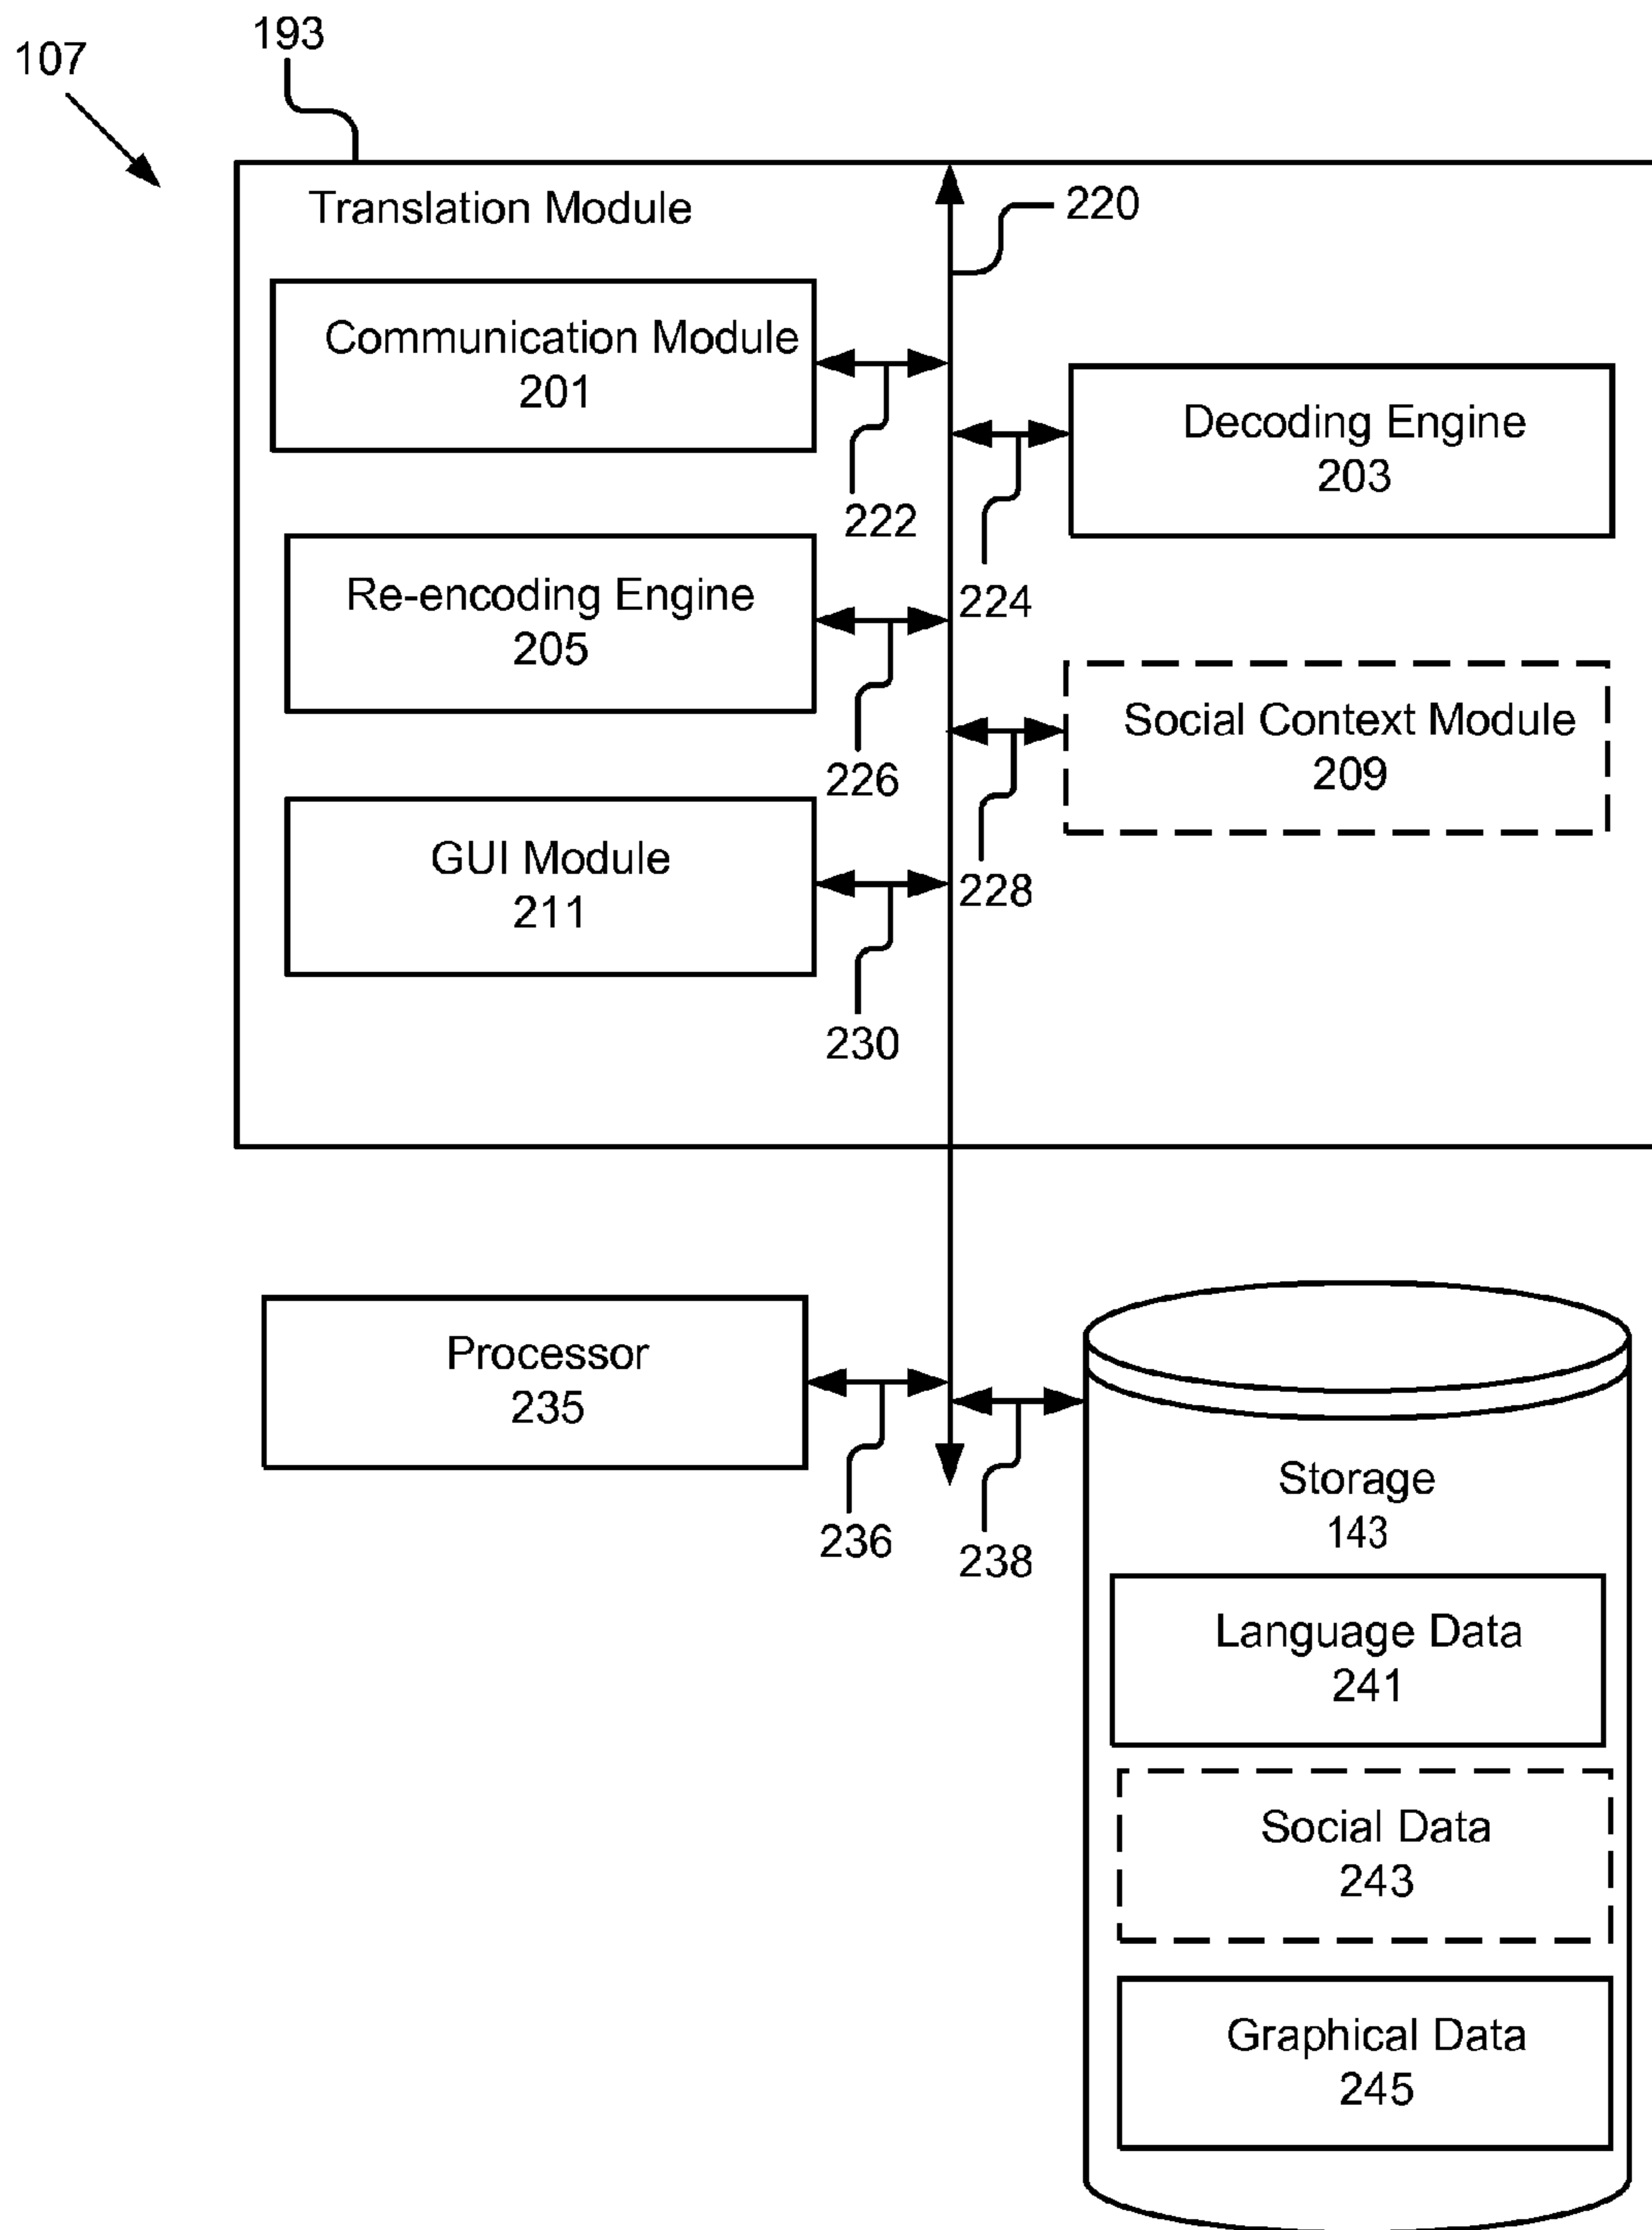 193
107
Translation Module
220
Communication Module
201
Decoding Engine
203
222
224
Re-encoding Engine
205
Social Context Module
209
226
GUI Module
211
228
230
Processor
235
236
238
Storage
143
Language Data
241
Social Data
243
Graphical Data
245